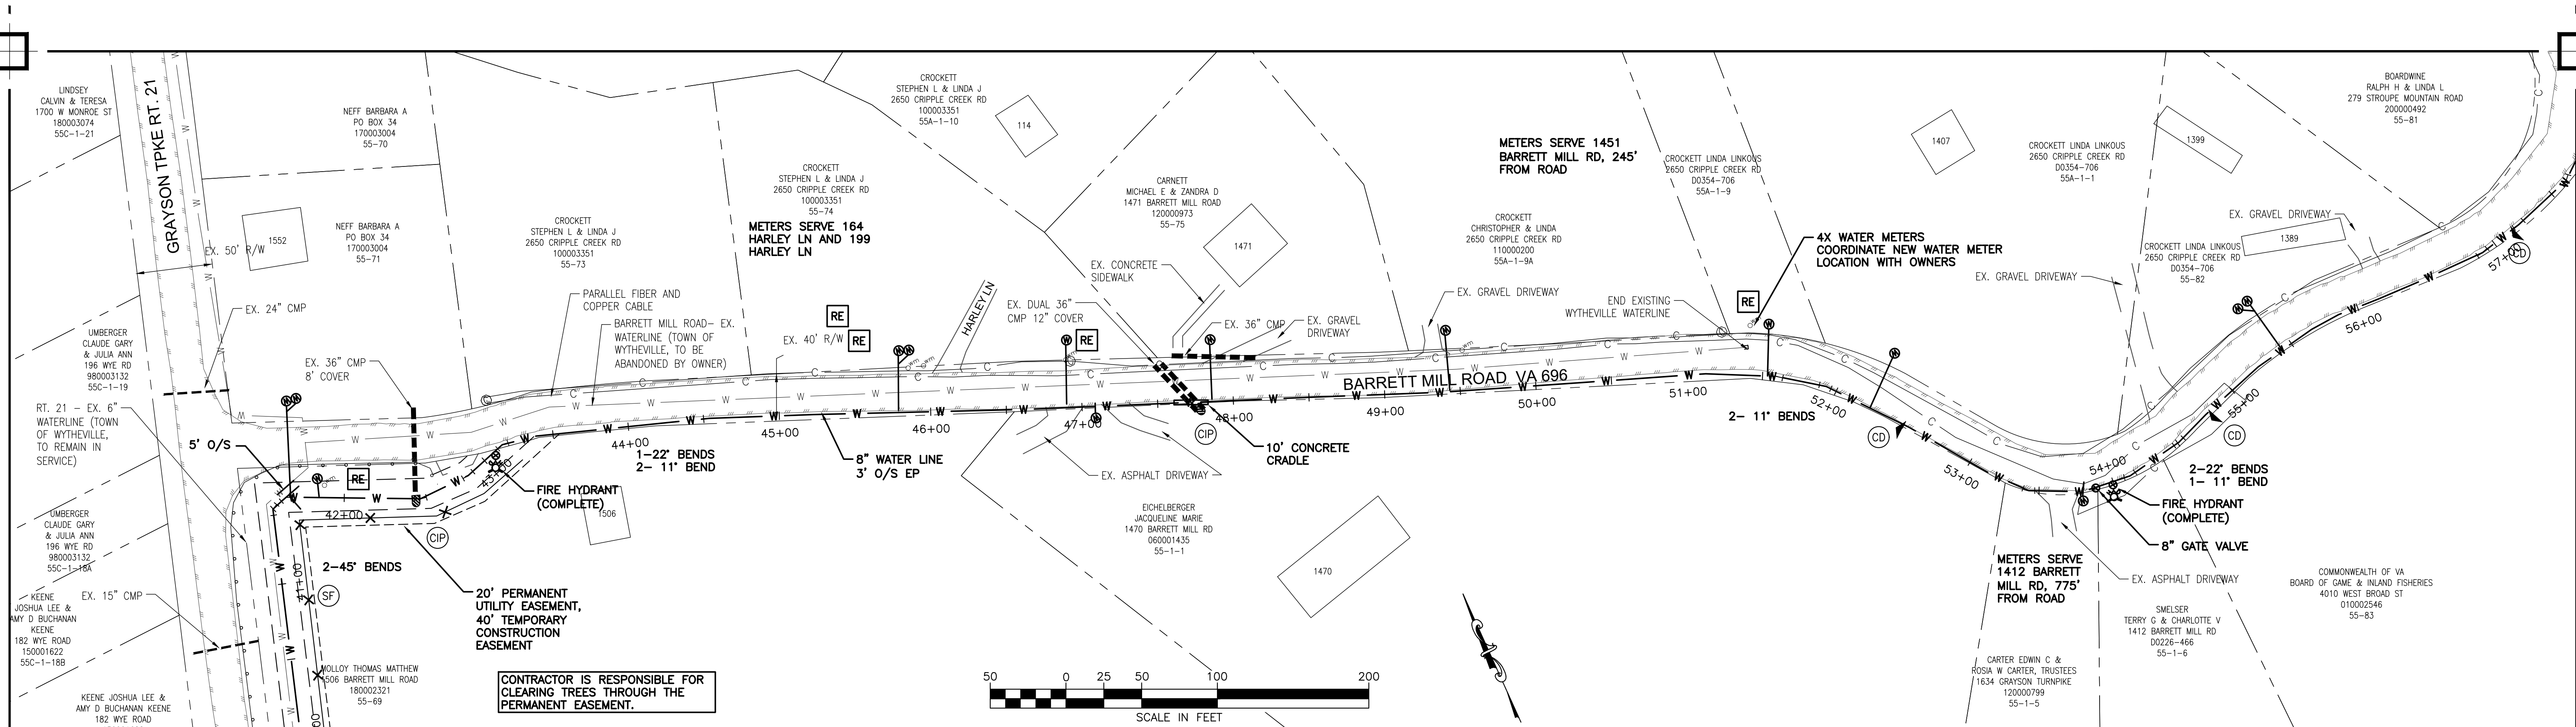 LINDSEY
CALVIN & TERESA
1700 W MONROE ST
180003074
55C-1-21
GRAYSON TPKE RT. 21
NEFF BARBARA A
PO BOX 34
170003004
55-70
NEFF BARBARA A
PO BOX 34
170003004
55-71
1552
EX. 50' R/W
EX. 24" CMP
EX. 36" CMP
8' COVER
UMBERGER
CLAUDE GARY
& JULIA ANN
196 WYE RD
980003132
55C-1-19
RT. 21 - EX. 6"
WATERLINE (TOWN
OF WYTHEVILLE,
TO REMAIN IN
SERVICE)
5' O/S
RE
UMBERGER
CLAUDE GARY
& JULIA ANN
196 WYE RD
980003132
55C-1-18A
EX. 15" CMP
KEENE
JOSHUA LEE &
AMY D BUCHANAN
KEENE
182 WYE ROAD
150001622
55C-1-18B
KEENE JOSHUA LEE &
AMY D BUCHANAN KEENE
182 WYE ROAD
41+00
42+00
43+00
2-45° BENDS
SF
CIP
MOLLOY THOMAS MATTHEW
1506 BARRETT MILL ROAD
180002321
55-69
20' PERMANENT
UTILITY EASEMENT,
40' TEMPORARY
CONSTRUCTION
EASEMENT
CONTRACTOR IS RESPONSIBLE FOR
CLEARING TREES THROUGH THE
PERMANENT EASEMENT.
FIRE HYDRANT
(COMPLETE)
1506
CROCKETT
STEPHEN L & LINDA J
2650 CRIPPLE CREEK RD
100003351
55-73
PARALLEL FIBER AND
COPPER CABLE
BARRETT MILL ROAD- EX.
WATERLINE (TOWN OF
WYTHEVILLE, TO BE
ABANDONED BY OWNER)
44+00
1-22° BENDS
2- 11° BEND
CROCKETT
STEPHEN L & LINDA J
2650 CRIPPLE CREEK RD
100003351
55-74
METERS SERVE 164
HARLEY LN AND 199
HARLEY LN
RE
RE
EX. 40' R/W
45+00
46+00
8" WATER LINE
3' O/S EP
CROCKETT
STEPHEN L & LINDA J
2650 CRIPPLE CREEK RD
100003351
55A-1-10
114
HARLEY LN
EX. DUAL 36"
CMP 12" COVER
RE
47+00
EX. CONCRETE
SIDEWALK
CARNETT
MICHAEL E & ZANDRA D
1471 BARRETT MILL ROAD
120000973
55-75
1471
EX. 36" CMP
EX. GRAVEL
DRIVEWAY
48+00
CIP
10' CONCRETE
CRADLE
EX. ASPHALT DRIVEWAY
EICHELBERGER
JACQUELINE MARIE
1470 BARRETT MILL RD
060001435
55-1-1
1470
BARRETT MILL ROAD VA 696
49+00
50+00
51+00
52+00
EX. GRAVEL DRIVEWAY
METERS SERVE 1451
BARRETT MILL RD, 245'
FROM ROAD
CROCKETT
CHRISTOPHER & LINDA
2650 CRIPPLE CREEK RD
110000200
55A-1-9A
END EXISTING
WYTHEVILLE WATERLINE
RE
CROCKETT LINDA LINKOUS
2650 CRIPPLE CREEK RD
D0354-706
55A-1-9
4X WATER METERS
COORDINATE NEW WATER METER
LOCATION WITH OWNERS
2- 11° BENDS
CD
1407
CROCKETT LINDA LINKOUS
2650 CRIPPLE CREEK RD
D0354-706
55A-1-1
1399
EX. GRAVEL DRIVEWAY
EX. GRAVEL DRIVEWAY
CROCKETT LINDA LINKOUS
2650 CRIPPLE CREEK RD
D0354-706
55-82
1389
BOARDWINE
RALPH H & LINDA L
279 STROUPE MOUNTAIN ROAD
200000492
55-81
53+00
54+00
55+00
56+00
57+00
CD
CD
2-22° BENDS
1- 11° BEND
FIRE HYDRANT
(COMPLETE)
8" GATE VALVE
METERS SERVE
1412 BARRETT
MILL RD, 775'
FROM ROAD
EX. ASPHALT DRIVEWAY
SMELSER
TERRY G & CHARLOTTE V
1412 BARRETT MILL RD
D0226-466
55-1-6
COMMONWEALTH OF VA
BOARD OF GAME & INLAND FISHERIES
4010 WEST BROAD ST
010002546
55-83
CARTER EDWIN C &
ROSIA W CARTER, TRUSTEES
1634 GRAYSON TURNPIKE
120000799
55-1-5
50 0 25 50 100 200
SCALE IN FEET